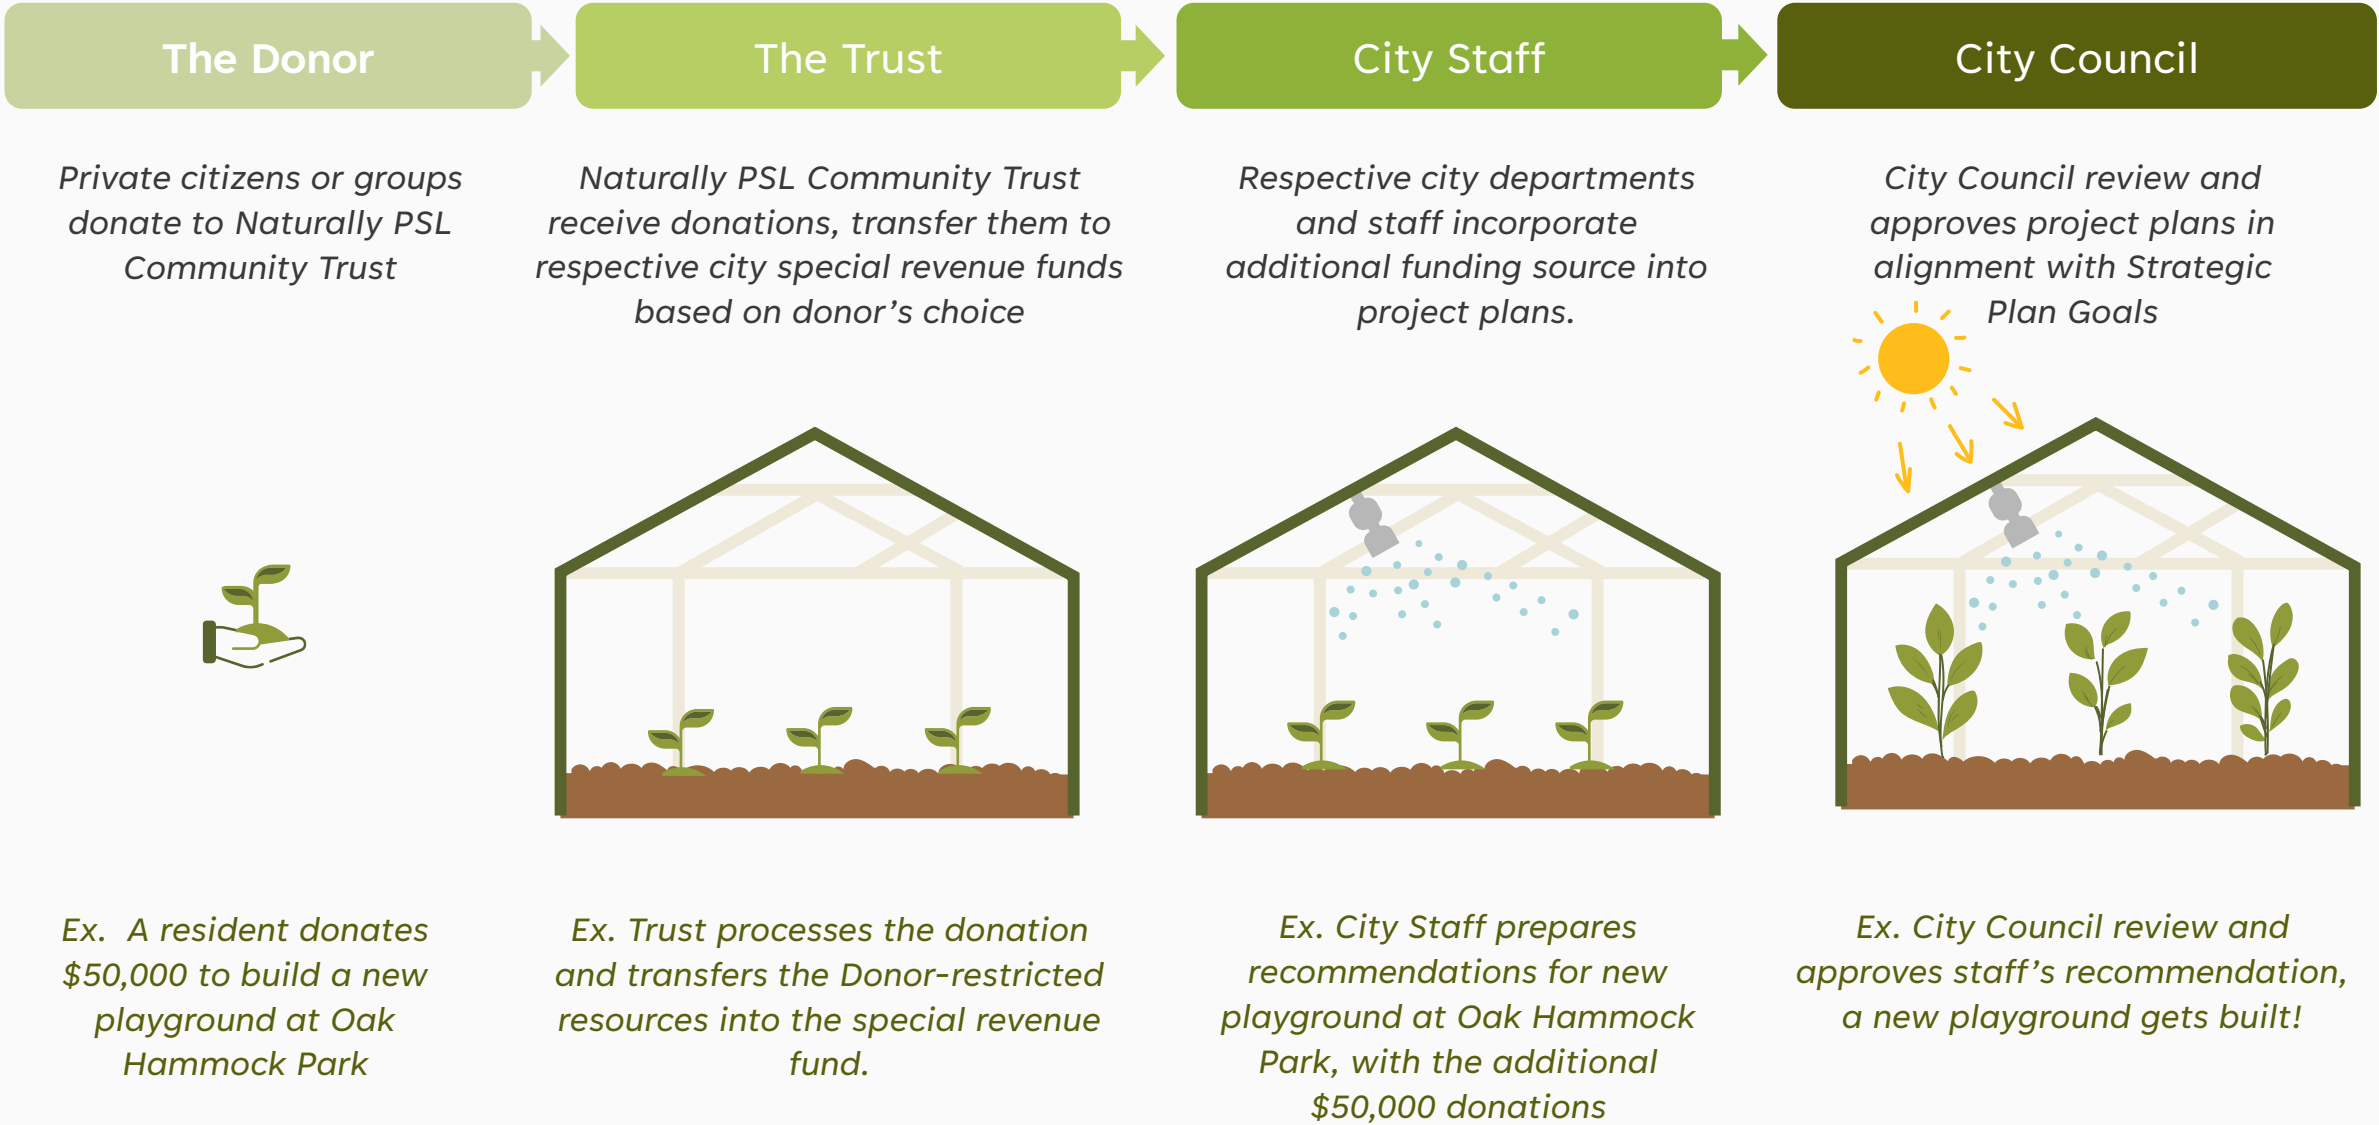 The Donor
The Trust
City Staff
City Council
Private citizens or groups
donate to Naturally PSL
Community Trust
Naturally PSL Community Trust
receive donations, transfer them to
respective city special revenue funds
based on donor’s choice
Respective city departments
and staff incorporate
additional funding source into
project plans.
City Council review and
approves project plans in
alignment with Strategic
Plan Goals
Ex.  A resident donates
$50,000 to build a new
playground at Oak
Hammock Park
Ex. Trust processes the donation
and transfers the Donor-restricted
resources into the special revenue
fund.
Ex. City Staff prepares
recommendations for new
playground at Oak Hammock
Park, with the additional
$50,000 donations
Ex. City Council review and
approves staff’s recommendation,
a new playground gets built!